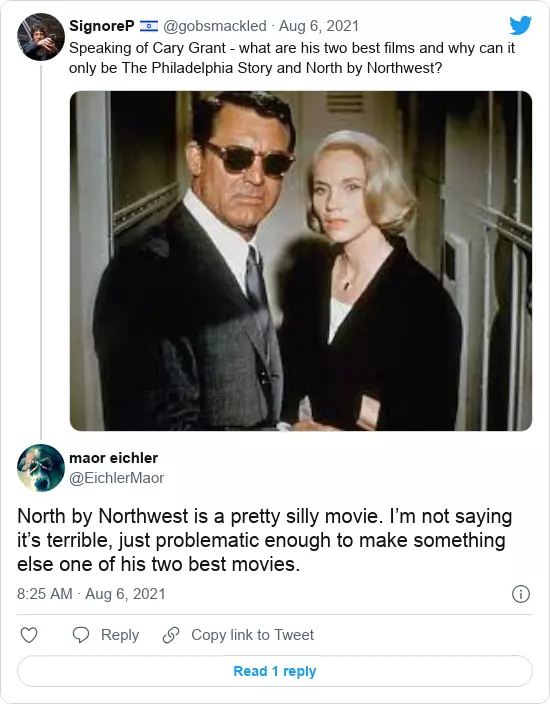 SignoreP 🇮🇱 @gobsmackled · Aug 6, 2021
Speaking of Cary Grant - what are his two best films and why can it
only be The Philadelphia Story and North by Northwest?
maor eichler
@EichlerMaor
North by Northwest is a pretty silly movie. I’m not saying
it’s terrible, just problematic enough to make something
else one of his two best movies.
8:25 AM · Aug 6, 2021
Reply
Copy link to Tweet
Read 1 reply